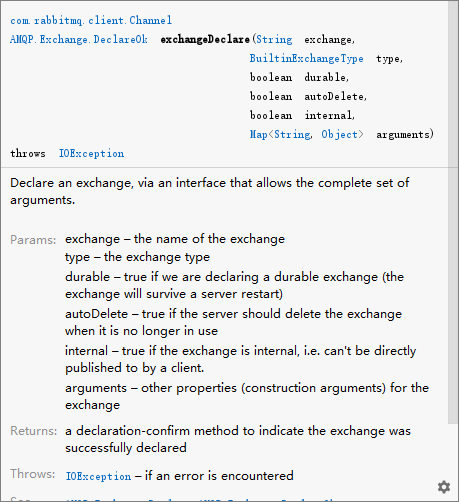 com.rabbitmq.client.Channel
AMQP.Exchange.DeclareOk exchangeDeclare(String exchange,
BuiltinExchangeType type,
boolean durable,
boolean autoDelete,
boolean internal,
Map<String, Object> arguments)
throws IOException
Declare an exchange, via an interface that allows the complete set of
arguments.
Params: exchange – the name of the exchange
type – the exchange type
durable – true if we are declaring a durable exchange (the
exchange will survive a server restart)
autoDelete – true if the server should delete the exchange
when it is no longer in use
internal – true if the exchange is internal, i.e. can't be directly
published to by a client.
arguments – other properties (construction arguments) for the
exchange
Returns: a declaration-confirm method to indicate the exchange was
successfully declared
Throws: IOException – if an error is encountered